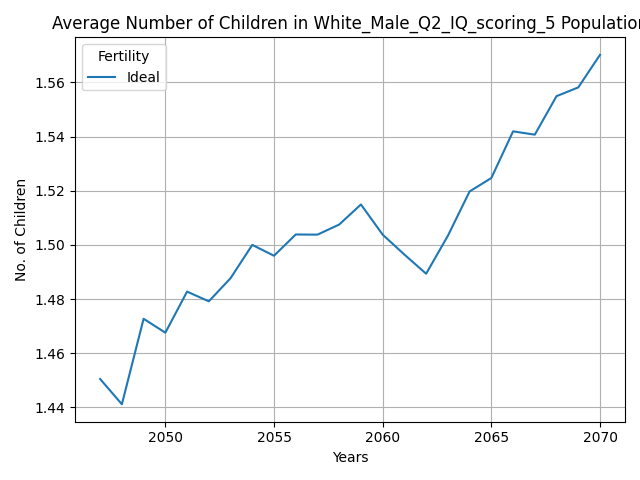 Average Number of Children in White_Male_Q2_IQ_scoring_5 Population
Fertility
Ideal
No. of Children
1.56
1.54
1.52
1.50
1.48
1.46
1.44
2050 2055 2060 2065 2070
Years